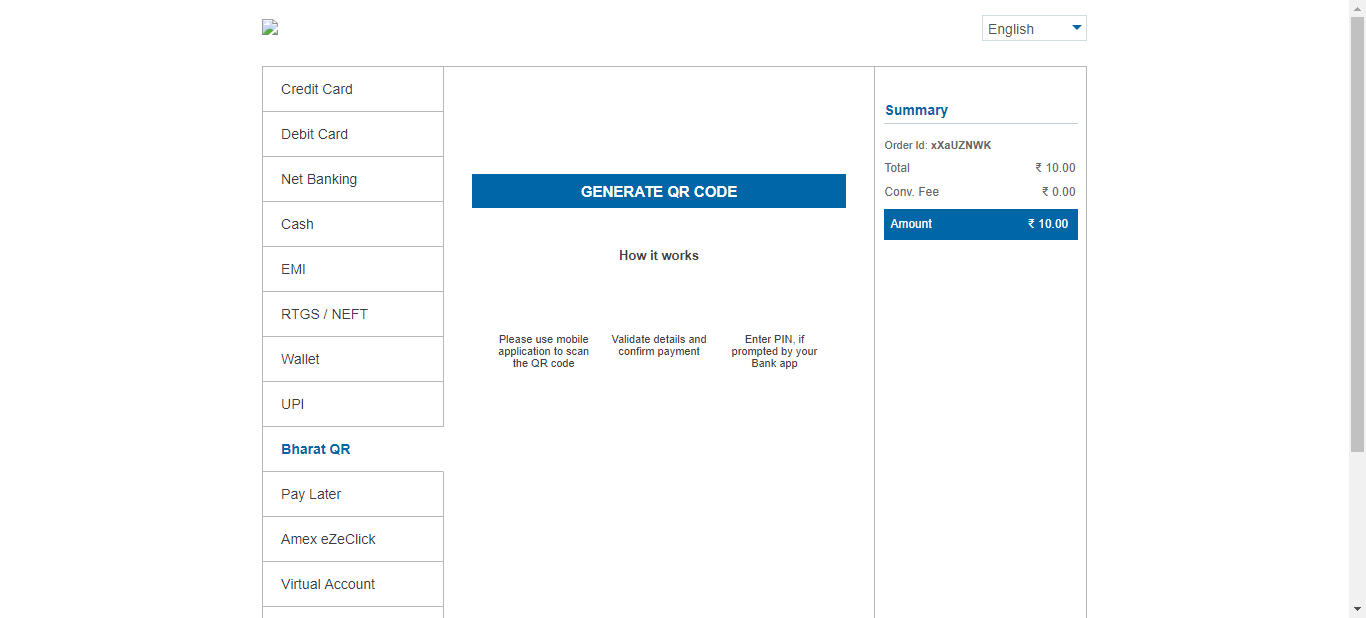 English
Credit Card
Debit Card
Net Banking
Cash
EMI
RTGS / NEFT
Wallet
UPI
Bharat QR
Pay Later
Amex eZeClick
Virtual Account
GENERATE QR CODE
How it works
Please use mobile
application to scan
the QR code
Validate details and
confirm payment
Enter PIN, if
prompted by your
Bank app
Summary
Order Id: xXaUZNWK
Total ₹ 10.00
Conv. Fee ₹ 0.00
Amount ₹ 10.00